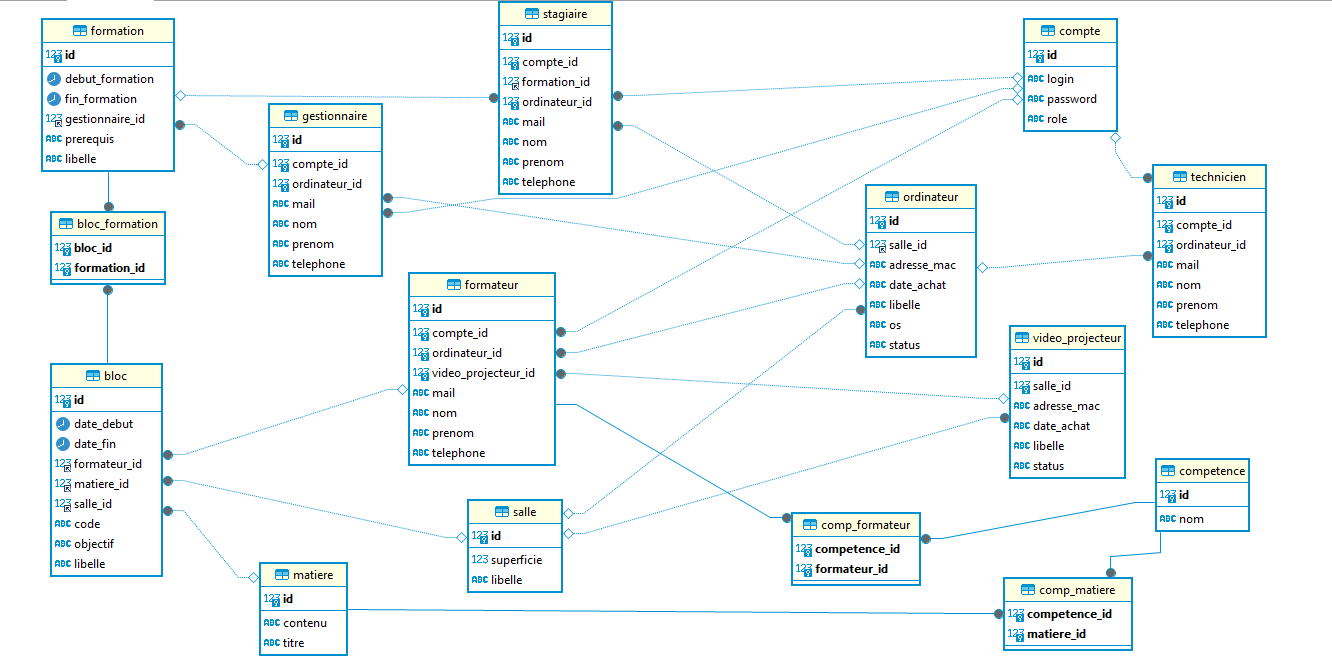 formation
123 id
debut_formation
fin_formation
123 gestionnaire_id
ABC prerequis
ABC libelle
stagiaire
123 id
123 compte_id
123 formation_id
123 ordinateur_id
ABC mail
ABC nom
ABC prenom
ABC telephone
compte
123 id
ABC login
ABC password
ABC role
gestionnaire
123 id
123 compte_id
123 ordinateur_id
ABC mail
ABC nom
ABC prenom
ABC telephone
technicien
123 id
123 compte_id
123 ordinateur_id
ABC mail
ABC nom
ABC prenom
ABC telephone
ordinateur
123 id
123 salle_id
ABC adresse_mac
ABC date_achat
ABC libelle
ABC os
ABC status
bloc_formation
123 bloc_id
123 formation_id
formateur
123 id
123 compte_id
123 ordinateur_id
123 video_projecteur_id
ABC mail
ABC nom
ABC prenom
ABC telephone
video_projecteur
123 id
123 salle_id
ABC adresse_mac
ABC date_achat
ABC libelle
ABC status
bloc
123 id
date_debut
date_fin
123 formateur_id
123 matiere_id
123 salle_id
ABC code
ABC objectif
ABC libelle
competence
123 id
ABC nom
salle
123 id
123 superficie
ABC libelle
comp_formateur
123 competence_id
123 formateur_id
matiere
123 id
ABC contenu
ABC titre
comp_matiere
123 competence_id
123 matiere_id